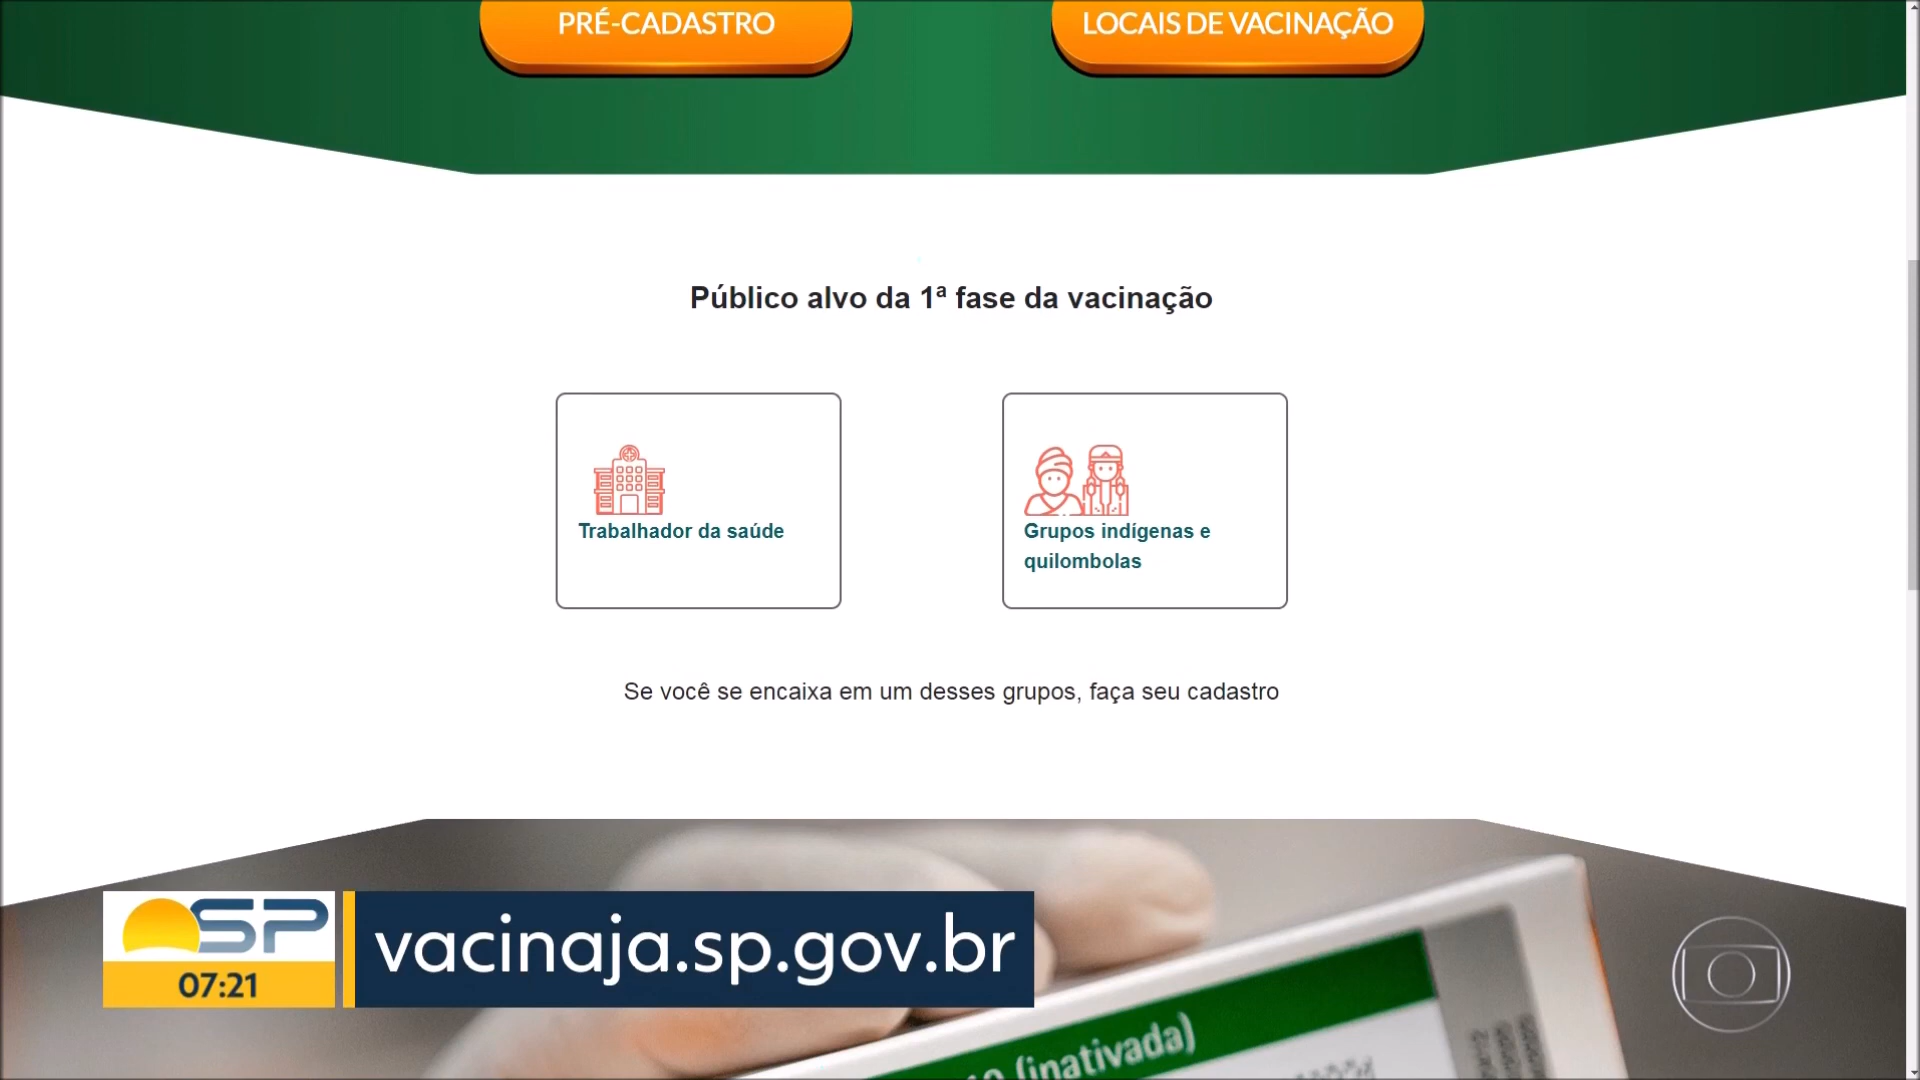 PRÉ-CADASTRO
LOCAIS DE VACINAÇÃO
Público alvo da 1ª fase da vacinação
Trabalhador da saúde
Grupos indígenas e
quilombolas
Se você se encaixa em um desses grupos, faça seu cadastro
SP
07:21
vacinaja.sp.gov.br
(inativada)